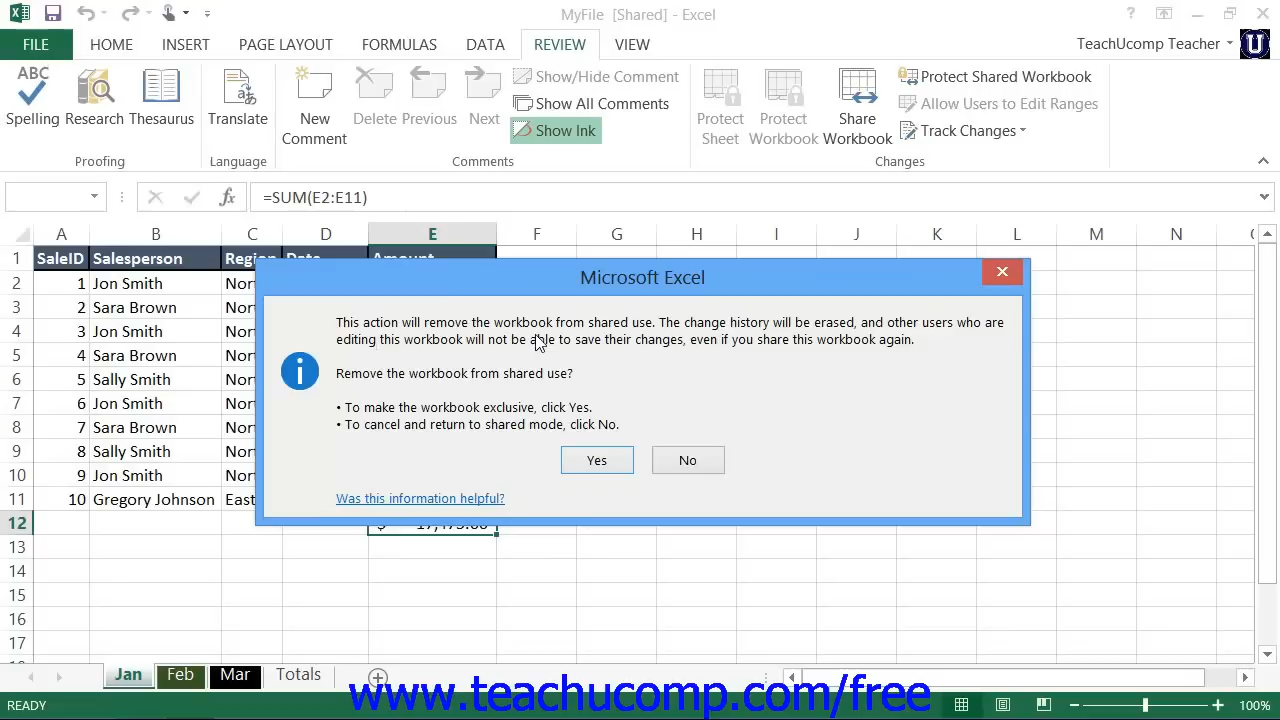 MyFile [Shared] - Excel
?
FILE HOME INSERT PAGE LAYOUT FORMULAS DATA REVIEW VIEW TeachUcomp Teacher U
ABC
Spelling Research Thesaurus Translate New Comment Delete Previous Next
Show/Hide Comment
Show All Comments
Show Ink
Protect Sheet Protect Workbook Share Workbook
Protect Shared Workbook
Allow Users to Edit Ranges
Track Changes
Proofing Language Comments Changes
fx =SUM(E2:E11)
A B C D E F G H I J K L M N
1 SaleID Salesperson Region Date Amount
2 1 Jon Smith Nor
3 2 Sara Brown Nor
4 3 Jon Smith Nor
5 4 Sara Brown Nor
6 5 Sally Smith Nor
7 6 Jon Smith Nor
8 7 Sara Brown Nor
9 8 Sally Smith Nor
10 9 Jon Smith Nor
11 10 Gregory Johnson East
12
13
14
15
16
17
Microsoft Excel
This action will remove the workbook from shared use. The change history will be erased, and other users who are
editing this workbook will not be able to save their changes, even if you share this workbook again.
Remove the workbook from shared use?
• To make the workbook exclusive, click Yes.
• To cancel and return to shared mode, click No.
Yes No
Was this information helpful?
Jan Feb Mar Totals
www.teachucomp.com/free
READY 100%